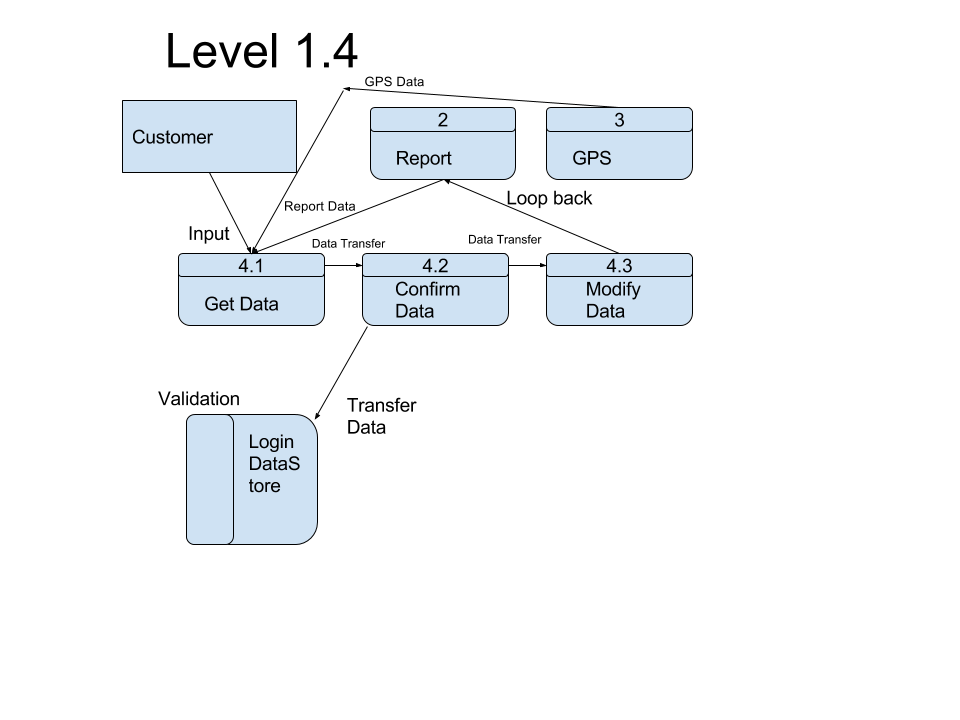 Level 1.4
GPS Data
Customer
2
Report
3
GPS
Loop back
Report Data
Input
Data Transfer
Data Transfer
4.1
Get Data
4.2
Confirm
Data
4.3
Modify
Data
Validation
Transfer
Data
Login
DataS
tore